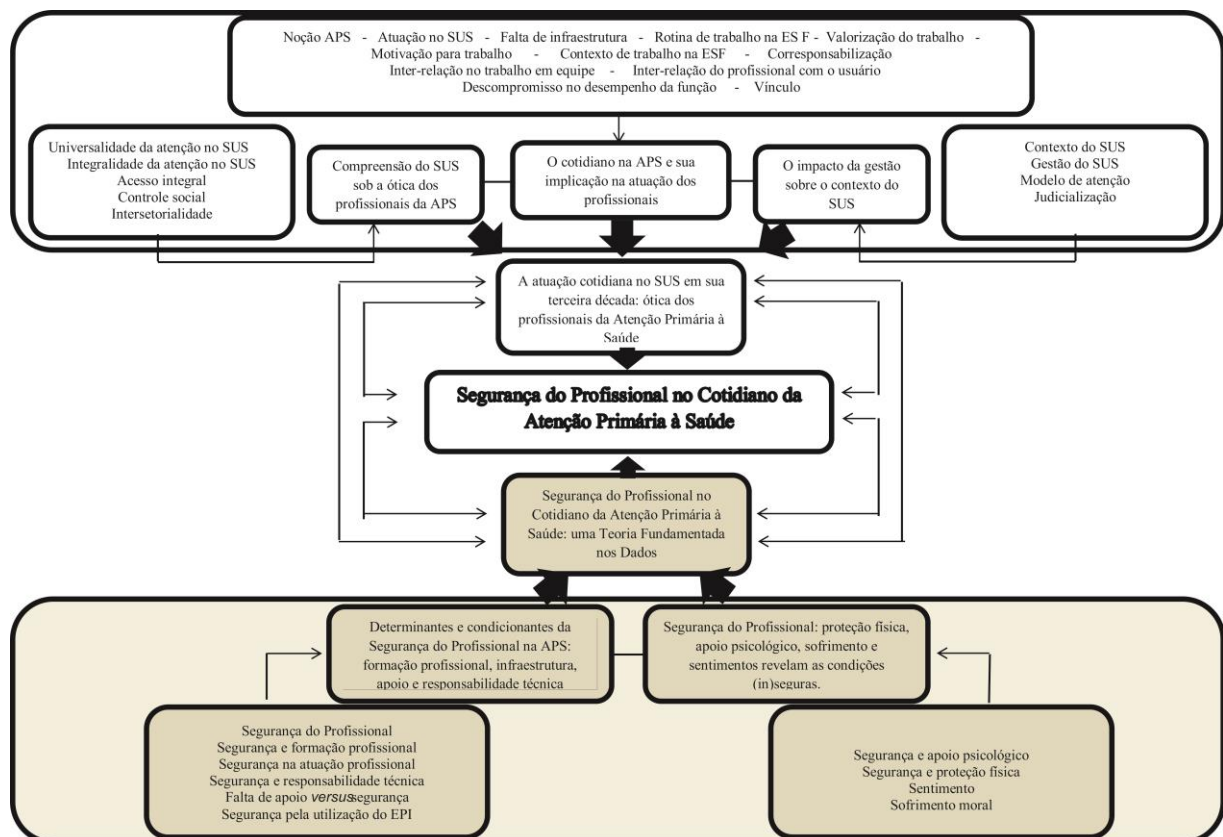 Noção APS - Atuação no SUS - Falta de infraestrutura - Rotina de trabalho na ES F - Valorização do trabalho -
Motivação para trabalho - Contexto de trabalho na ESF - Corresponsabilização
Inter-relação no trabalho em equipe - Inter-relação do profissional com o usuário
Descompromisso no desempenho da função - Vínculo
Universalidade da atenção no SUS
Integralidade da atenção no SUS
Acesso integral
Controle social
Intersetorialidade
Compreensão do SUS
sob a ótica dos
profissionais da APS
O cotidiano na APS e sua
implicação na atuação dos
profissionais
O impacto da gestão
sobre o contexto do
SUS
Contexto do SUS
Gestão do SUS
Modelo de atenção
Judicialização
A atuação cotidiana no SUS em sua
terceira década: ótica dos
profissionais da Atenção Primária à
Saúde
Segurança do Profissional no Cotidiano da
Atenção Primária à Saúde
Segurança do Profissional no
Cotidiano da Atenção Primária à
Saúde: uma Teoria Fundamentada
nos Dados
Determinantes e condicionantes da
Segurança do Profissional na APS:
formação profissional, infraestrutura,
apoio e responsabilidade técnica
Segurança do Profissional: proteção física,
apoio psicológico, sofrimento e
sentimentos revelam as condições
(in)seguras.
Segurança do Profissional
Segurança e formação profissional
Segurança na atuação profissional
Segurança e responsabilidade técnica
Falta de apoio versus segurança
Segurança pela utilização do EPI
Segurança e apoio psicológico
Segurança e proteção física
Sentimento
Sofrimento moral